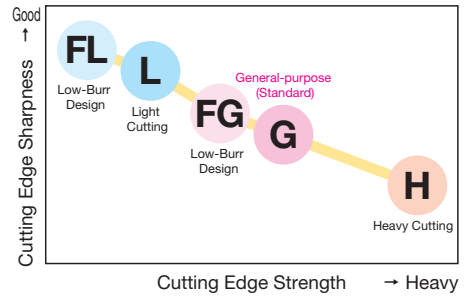 Good
Cutting Edge Sharpness →
FL
Low-Burr
Design
L
Light
Cutting
FG
Low-Burr
Design
General-purpose
(Standard)
G
H
Heavy Cutting
Cutting Edge Strength → Heavy